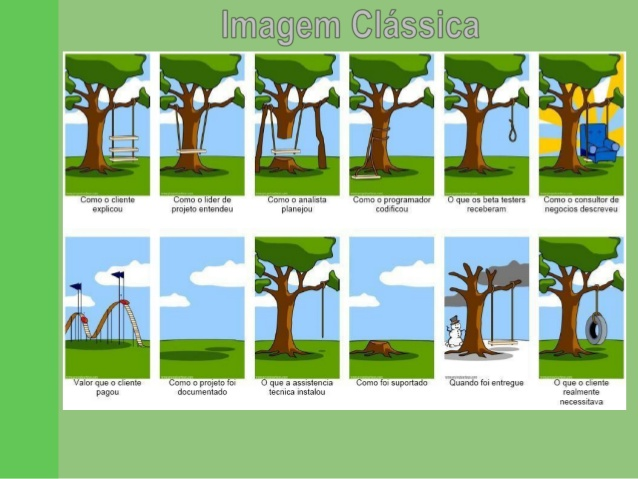 Imagem Clássica
Como o cliente
explicou
Como o lider de
projeto entendeu
Como o analista
planejou
Como o programador
codificou
O que os beta testers
receberam
Como o consultor de
negocios descreveu
Valor que o cliente
pagou
Como o projeto foi
documentado
O que a assistencia
tecnica instalou
Como foi suportado
Quando foi entregue
O que o cliente
realmente
necessitava